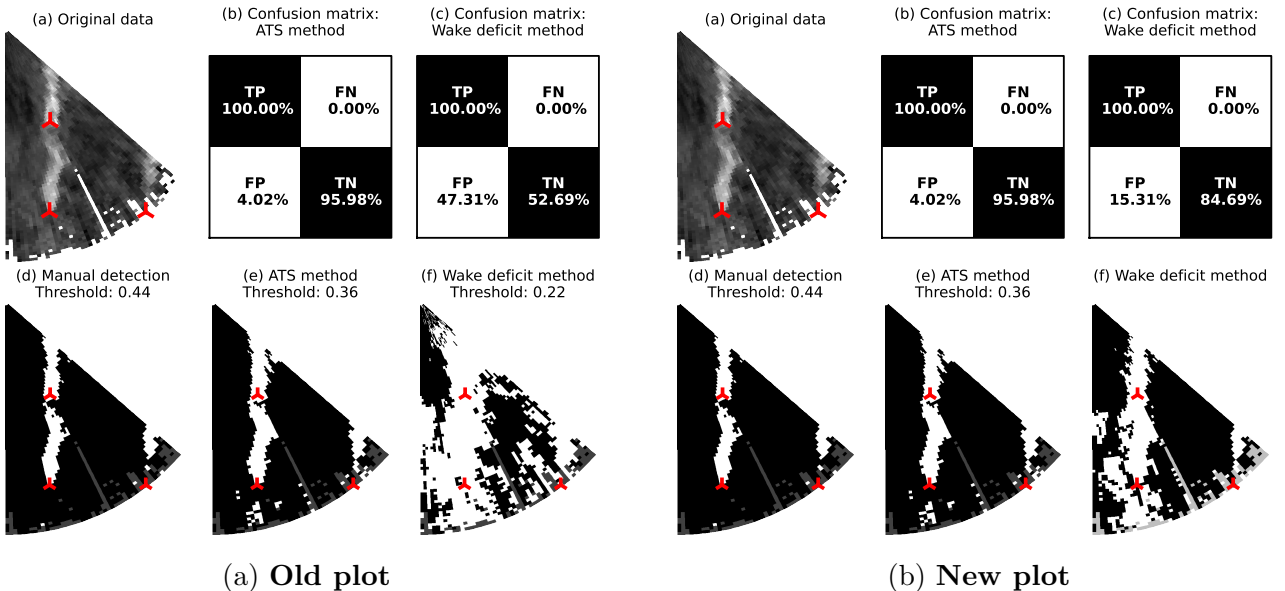 (a) Original data
(b) Confusion matrix:
ATS method
(c) Confusion matrix:
Wake deficit method
TP
100.00%
FN
0.00%
FP
4.02%
TN
95.98%
TP
100.00%
FN
0.00%
FP
47.31%
TN
52.69%
(d) Manual detection
Threshold: 0.44
(e) ATS method
Threshold: 0.36
(f) Wake deficit method
Threshold: 0.22
(a) Old plot
(a) Original data
(b) Confusion matrix:
ATS method
(c) Confusion matrix:
Wake deficit method
TP
100.00%
FN
0.00%
FP
4.02%
TN
95.98%
TP
100.00%
FN
0.00%
FP
15.31%
TN
84.69%
(d) Manual detection
Threshold: 0.44
(e) ATS method
Threshold: 0.36
(f) Wake deficit method
(b) New plot